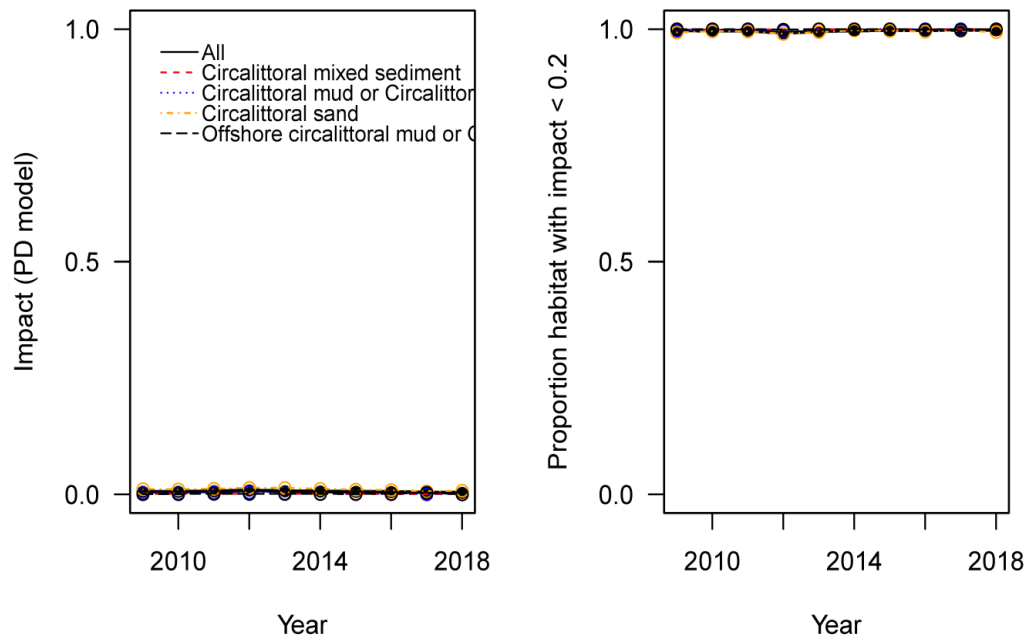 1.0
0.5
0.0
Impact (PD model)
All
Circalittoral mixed sediment
Circalittoral mud or Circalittor
Circalittoral sand
Offshore circalittoral mud or
2010
2014
2018
Year
1.0
0.5
0.0
Proportion habitat with impact < 0.2
2010
2014
2018
Year